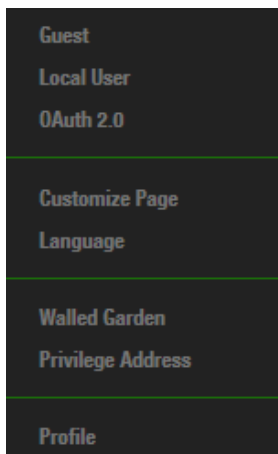 Guest
Local User
OAuth 2.0
Customize Page
Language
Walled Garden
Privilege Address
Profile